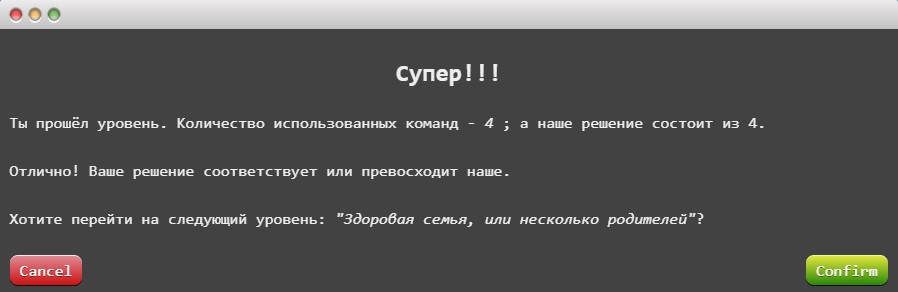 Супер!!!
Ты прошёл уровень. Количество использованных команд - 4 ; а наше решение состоит из 4.
Отлично! Ваше решение соответствует или превосходит наше.
Хотите перейти на следующий уровень: "Здоровая семья, или несколько родителей"?
Cancel
Confirm